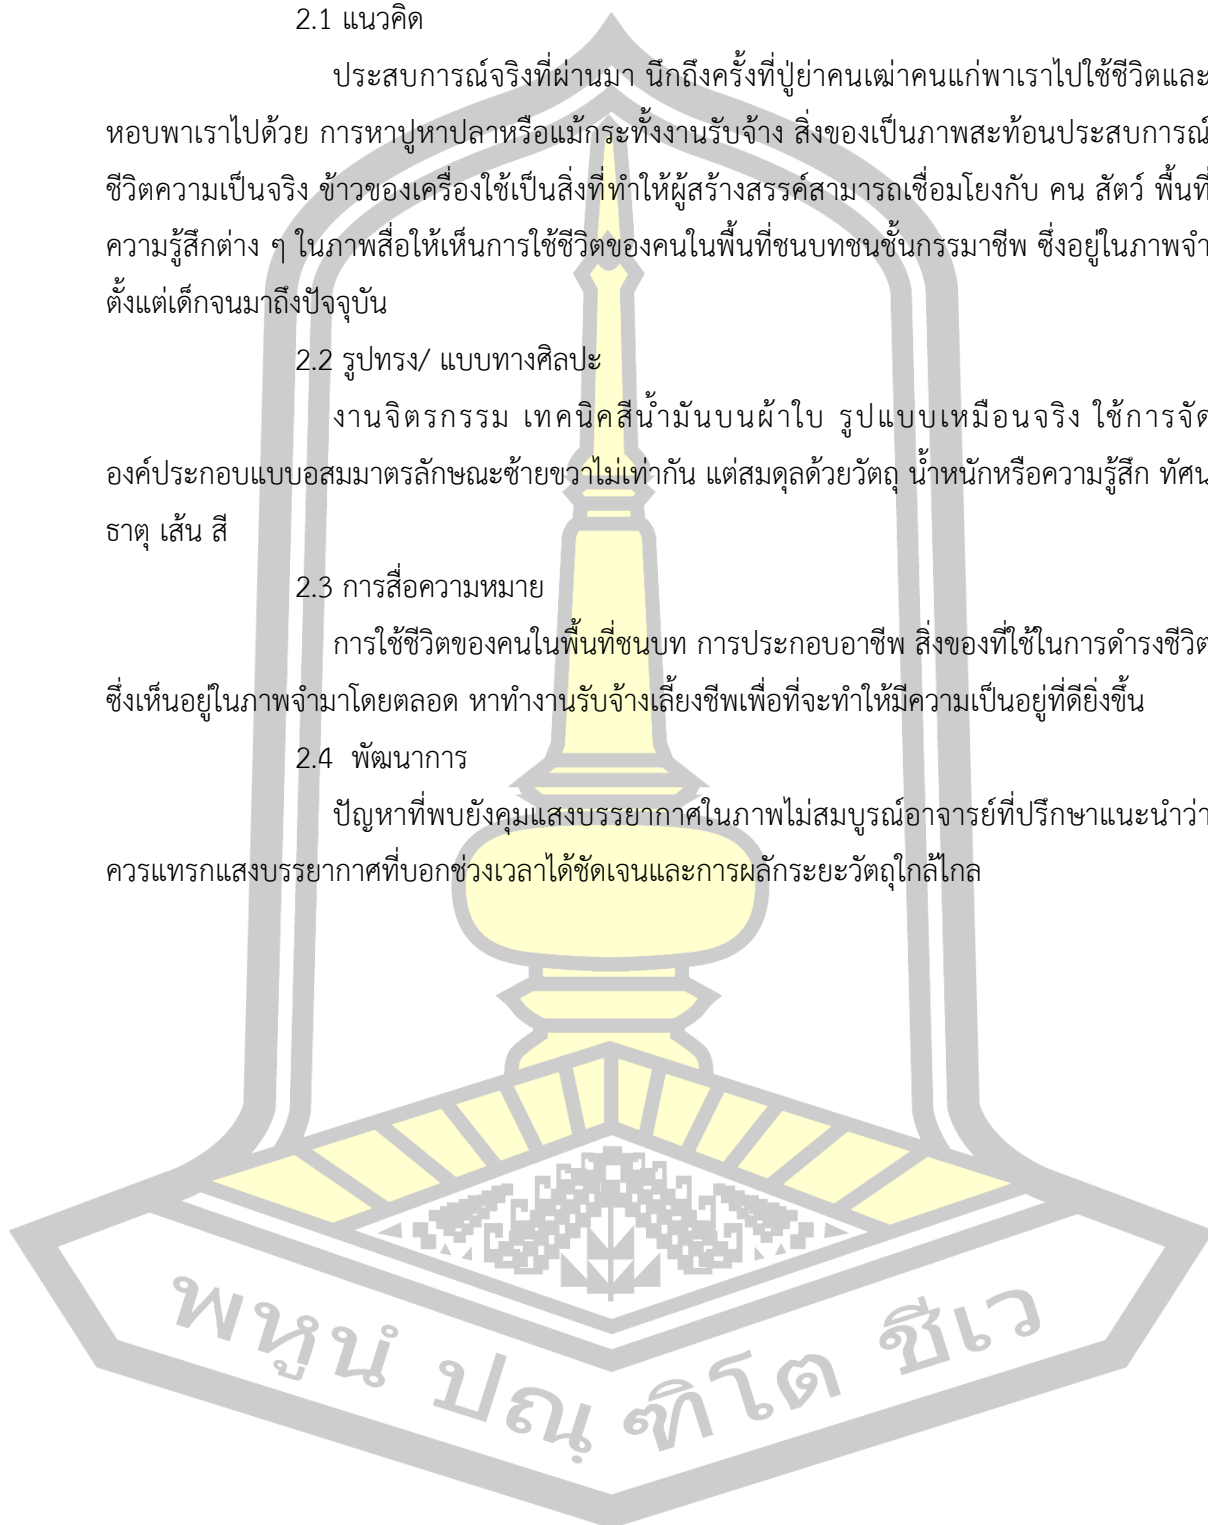 2.1 แนวคิด
ประสบการณ์จริงที่ผ่านมา นึกถึงครั้งที่ปู่ย่าคนเฒ่าคนแก่พาเราไปใช้ชีวิตและ
หอบพาเราไปด้วย การหาปูหาปลาหรือแม้กระทั้งงานรับจ้าง สิ่งของเป็นภาพสะท้อนประสบการณ์
ชีวิตความเป็นจริง ข้าวของเครื่องใช้เป็นสิ่งที่ทำให้ผู้สร้างสรรค์สามารถเชื่อมโยงกับ คน สัตว์ พื้นที่
ความรู้สึกต่าง ๆ ในภาพสื่อให้เห็นการใช้ชีวิตของคนในพื้นที่ชนบทชนชั้นกรรมาชีพ ซึ่งอยู่ในภาพจำ
ตั้งแต่เด็กจนมาถึงปัจจุบัน
2.2 รูปทรง/ แบบทางศิลปะ
งานจิตรกรรม เทคนิคสีน้ำมันบนผ้าใบ รูปแบบเหมือนจริง ใช้การจัด
องค์ประกอบแบบอสมมาตรลักษณะซ้ายขวาไม่เท่ากัน แต่สมดุลด้วยวัตถุ น้ำหนักหรือความรู้สึก ทัศน
ธาตุ เส้น สี
2.3 การสื่อความหมาย
การใช้ชีวิตของคนในพื้นที่ชนบท การประกอบอาชีพ สิ่งของที่ใช้ในการดำรงชีวิต
ซึ่งเห็นอยู่ในภาพจำมาโดยตลอด หาทำงานรับจ้างเลี้ยงชีพเพื่อที่จะทำให้มีความเป็นอยู่ที่ดียิ่งขึ้น
2.4 พัฒนาการ
ปัญหาที่พบยังคุมแสงบรรยากาศในภาพไม่สมบูรณ์อาจารย์ที่ปรึกษาแนะนำว่า
ควรแทรกแสงบรรยากาศที่บอกช่วงเวลาได้ชัดเจนและการผลักระยะวัตถุใกล้ไกล
พหูนํ ปณฺฑิโต ชีเว